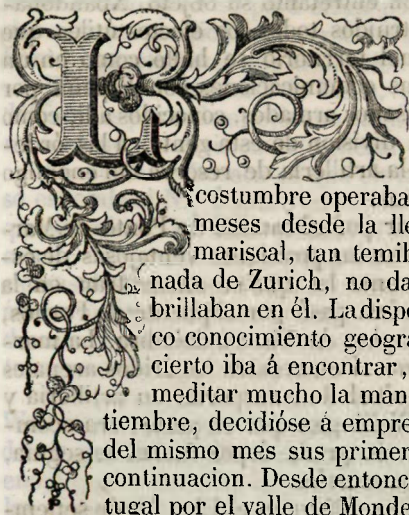 L
costumbre operaba
meses desde la lle
mariscal, tan temib
nada de Zurich, no da
brillaban en él. La dispo
co conocimiento geogra
cierto iba á encontrar,
meditar mucho la man
tiembre, decidióse á empre
del mismo mes sus primer
continuacion. Desde entonc
tugal por el valle de Monde